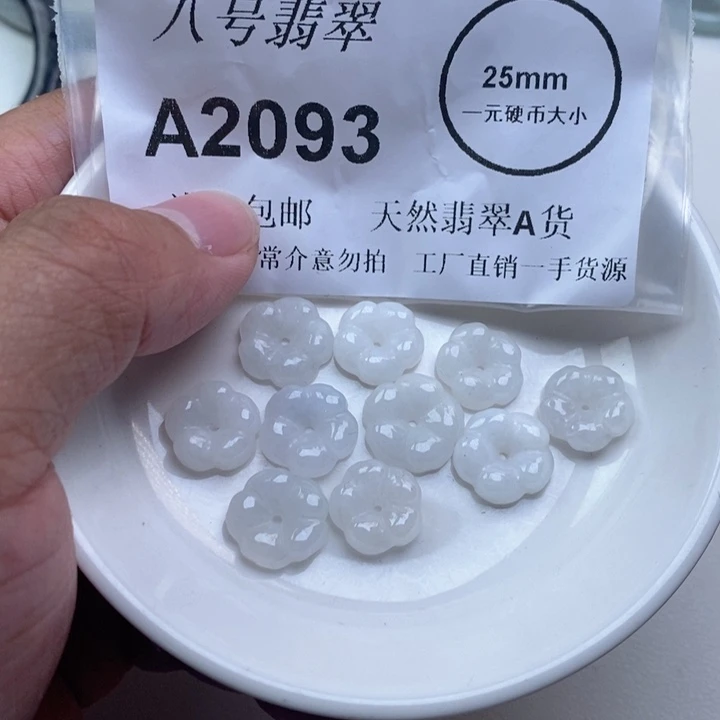 八号翡翠
A2093
25mm
一元硬币大小
包邮 天然翡翠A货
常介意勿拍 工厂直销一手货源